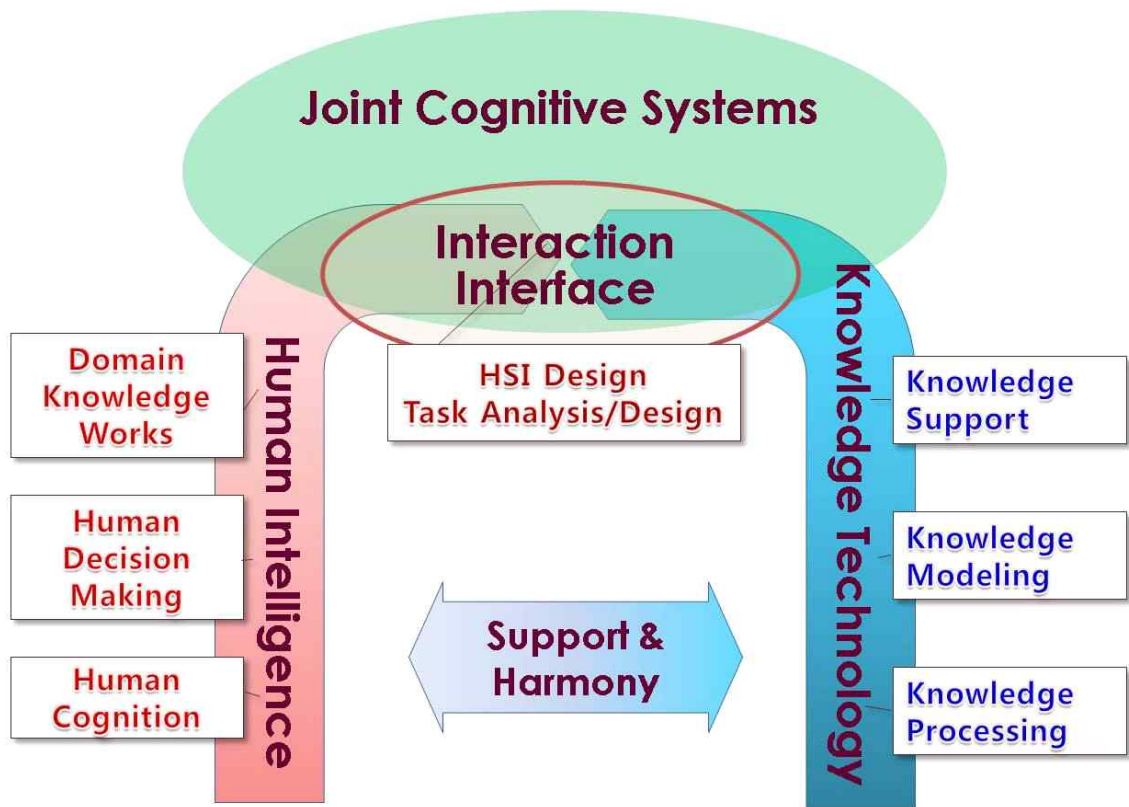 Joint Cognitive Systems
Interaction
Interface
HSI Design
Task Analysis/Design
Human Intelligence
Domain
Knowledge
Works
Human
Decision
Making
Human
Cognition
Support &
Harmony
Knowledge Technology
Knowledge
Support
Knowledge
Modeling
Knowledge
Processing